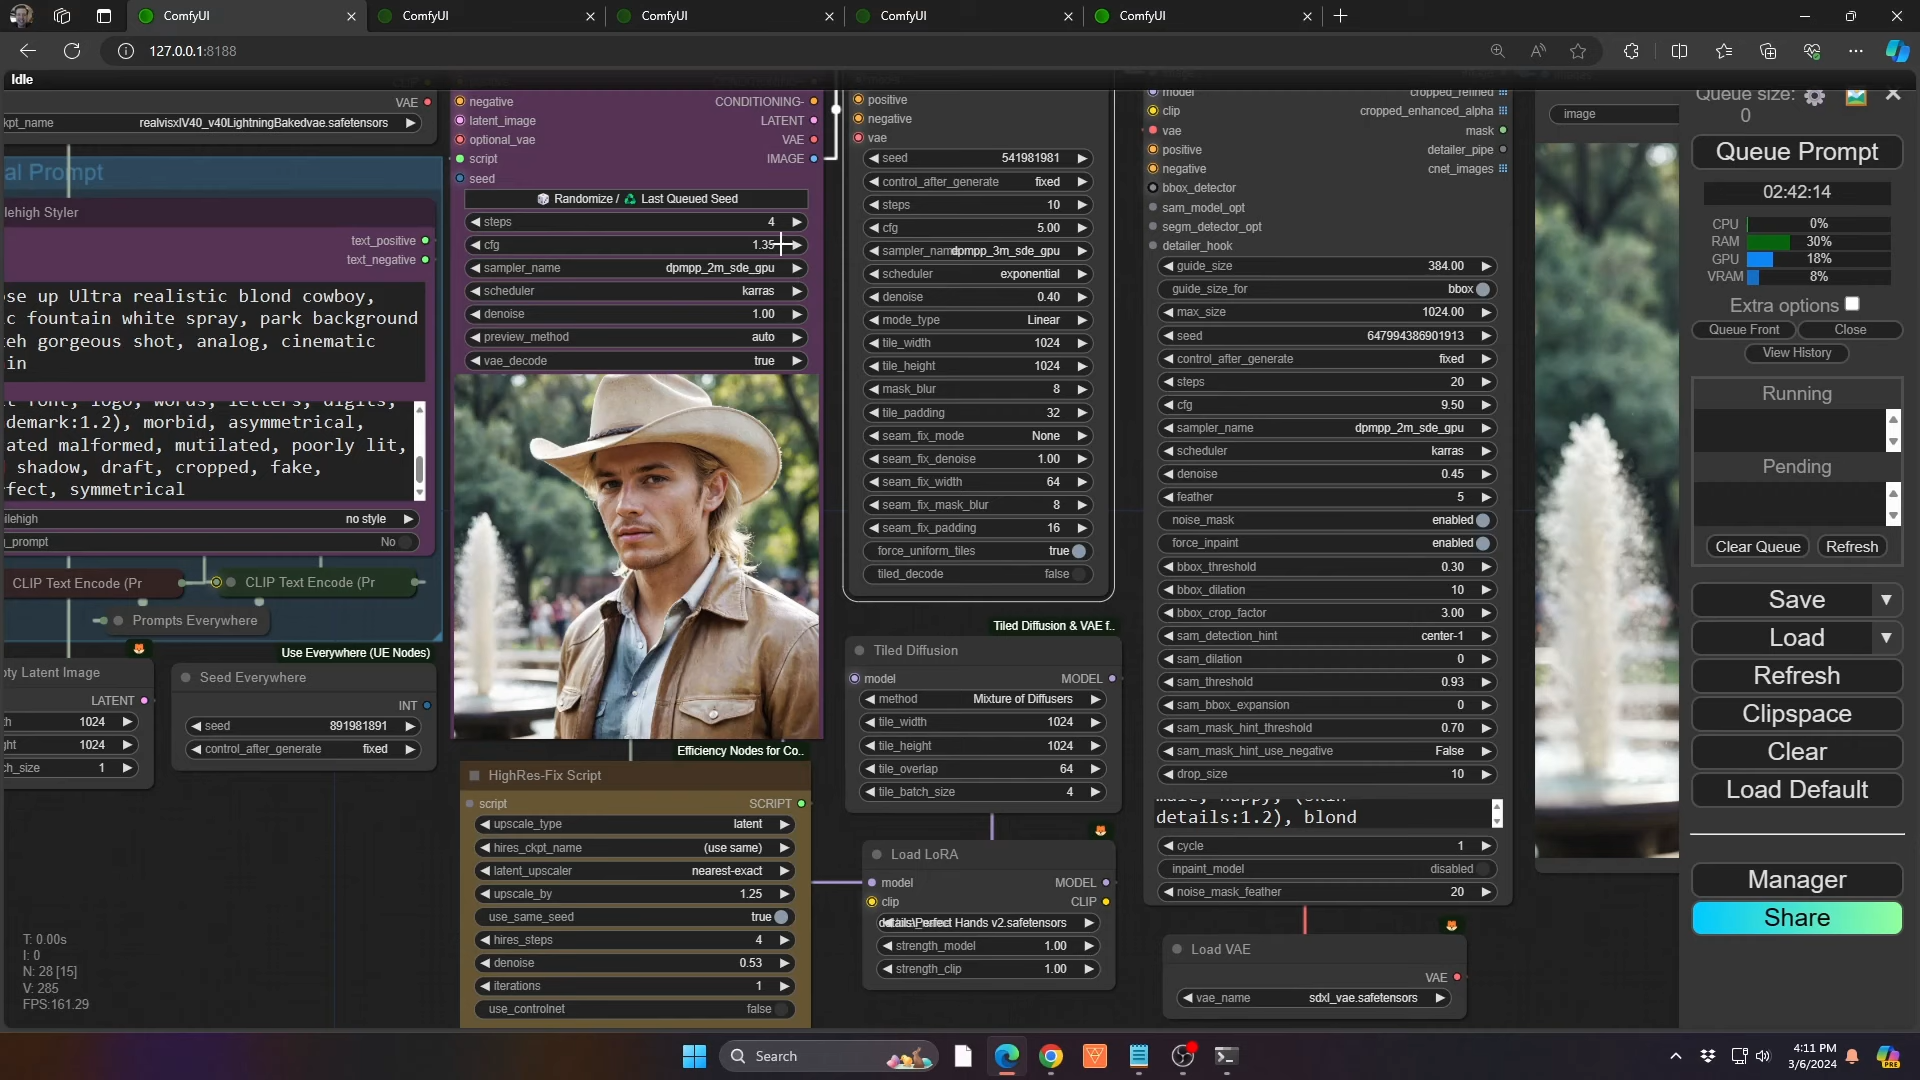 ComfyUI
ComfyUI
ComfyUI
ComfyUI
ComfyUI
127.0.0.1:8188
Idle
VAE
kpt_name realvisxlV40_v40LightningBakedvae.safetensors
al Prompt
lehigh Styler
text_positive
text_negative
se up Ultra realistic blond cowboy,
c fountain white spray, park background
eh gorgeous shot, analog, cinematic
in
demark:1.2), morbid, asymmetrical,
ated malformed, mutilated, poorly lit,
shadow, draft, cropped, fake,
fect, symmetrical
ilehigh no style
_prompt No
CLIP Text Encode (Pr
CLIP Text Encode (Pr
Prompts Everywhere
Use Everywhere (UE Nodes)
ty Latent Image
LATENT
th 1024
ght 1024
ch_size 1
Seed Everywhere
INT
seed 891981891
control_after_generate fixed
T: 0.00s
I: 0
N: 28 [15]
V: 285
FPS:161.29
negative CONDITIONING-
latent_image LATENT
optional_vae VAE
script IMAGE
seed
Randomize / Last Queued Seed
steps 4
cfg 1.35
sampler_name dpmpp_2m_sde_gpu
scheduler karras
denoise 1.00
preview_method auto
vae_decode true
Efficiency Nodes for Co..
HighRes-Fix Script
script SCRIPT
upscale_type latent
hires_ckpt_name (use same)
latent_upscaler nearest-exact
upscale_by 1.25
use_same_seed true
hires_steps 4
denoise 0.53
iterations 1
use_controlnet false
positive
negative
vae
seed 541981981
control_after_generate fixed
steps 10
cfg 5.00
sampler_name dpmpp_3m_sde_gpu
scheduler exponential
denoise 0.40
mode_type Linear
tile_width 1024
tile_height 1024
mask_blur 8
tile_padding 32
seam_fix_mode None
seam_fix_denoise 1.00
seam_fix_width 64
seam_fix_mask_blur 8
seam_fix_padding 16
force_uniform_tiles true
tiled_decode false
Tiled Diffusion & VAE f..
Tiled Diffusion
model MODEL
method Mixture of Diffusers
tile_width 1024
tile_height 1024
tile_overlap 64
tile_batch_size 4
Load LoRA
model MODEL
clip CLIP
details\Perfect Hands v2.safetensors
strength_model 1.00
strength_clip 1.00
model cropped_refined
clip cropped_enhanced_alpha
vae mask
positive detailer_pipe
negative cnet_images
bbox_detector
sam_model_opt
segm_detector_opt
detailer_hook
guide_size 384.00
guide_size_for bbox
max_size 1024.00
seed 647994386901913
control_after_generate fixed
steps 20
cfg 9.50
sampler_name dpmpp_2m_sde_gpu
scheduler karras
denoise 0.45
feather 5
noise_mask enabled
force_inpaint enabled
bbox_threshold 0.30
bbox_dilation 10
bbox_crop_factor 3.00
sam_detection_hint center-1
sam_dilation 0
sam_threshold 0.93
sam_bbox_expansion 0
sam_mask_hint_threshold 0.70
sam_mask_hint_use_negative False
drop_size 10
details:1.2), blond
cycle 1
inpaint_model disabled
noise_mask_feather 20
Load VAE
VAE
vae_name sdxl_vae.safetensors
image
Queue size:
0
Queue Prompt
02:42:14
CPU 0%
RAM 30%
GPU 18%
VRAM 8%
Extra options
Queue Front Close
View History
Running
Pending
Clear Queue Refresh
Save
Load
Refresh
Clipspace
Clear
Load Default
Manager
Share
Search
4:11 PM
3/6/2024
PRE